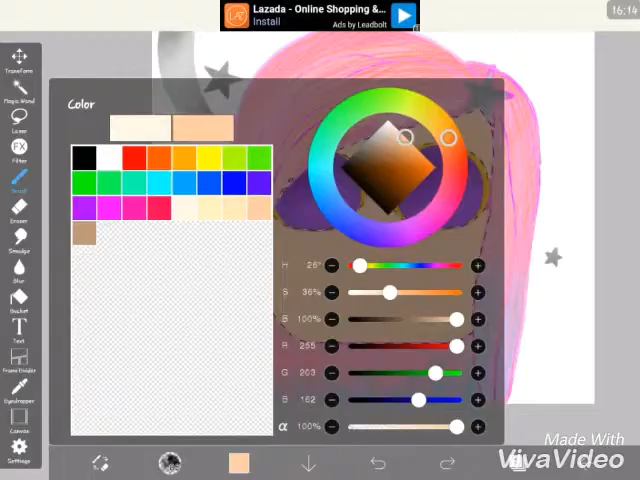 Lazada - Online Shopping &...
Install
Ads by Leadbolt
16:14
Transform
Magic Wand
Lasso
FX
Filter
Brush
Eraser
Smudge
Blur
Bucket
T
Text
Frame Divider
Eyedropper
Canvas
Settings
Color
H 26°
S 36%
B 100%
R 255
G 203
B 162
α 100%
Made With
VivaVideo